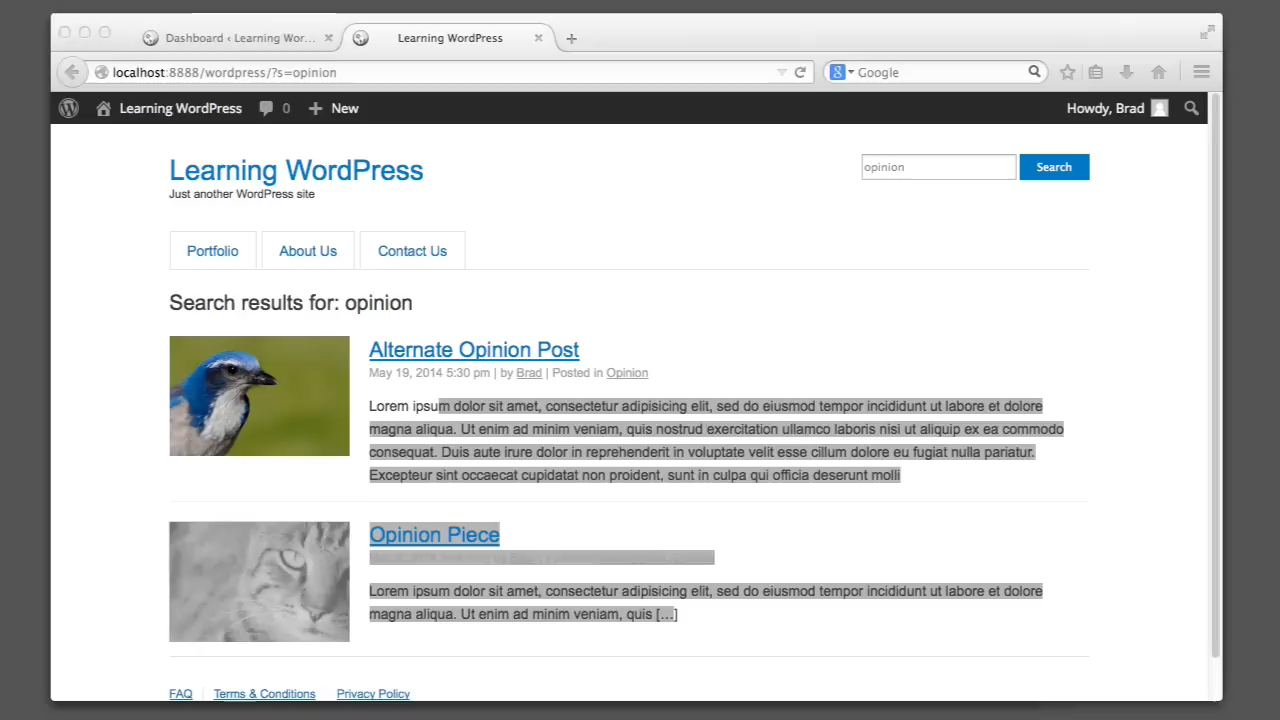 Dashboard ‹ Learning Wor...
Learning WordPress
localhost:8888/wordpress/?s=opinion
Google
Learning WordPress 0 New
Howdy, Brad
Learning WordPress
Just another WordPress site
opinion
Search
Portfolio
About Us
Contact Us
Search results for: opinion
Alternate Opinion Post
May 19, 2014 5:30 pm | by Brad | Posted in Opinion
Lorem ipsum dolor sit amet, consectetur adipisicing elit, sed do eiusmod tempor incididunt ut labore et dolore
magna aliqua. Ut enim ad minim veniam, quis nostrud exercitation ullamco laboris nisi ut aliquip ex ea commodo
consequat. Duis aute irure dolor in reprehenderit in voluptate velit esse cillum dolore eu fugiat nulla pariatur.
Excepteur sint occaecat cupidatat non proident, sunt in culpa qui officia deserunt molli
Opinion Piece
Lorem ipsum dolor sit amet, consectetur adipisicing elit, sed do eiusmod tempor incididunt ut labore et dolore
magna aliqua. Ut enim ad minim veniam, quis [...]
FAQ
Terms & Conditions
Privacy Policy